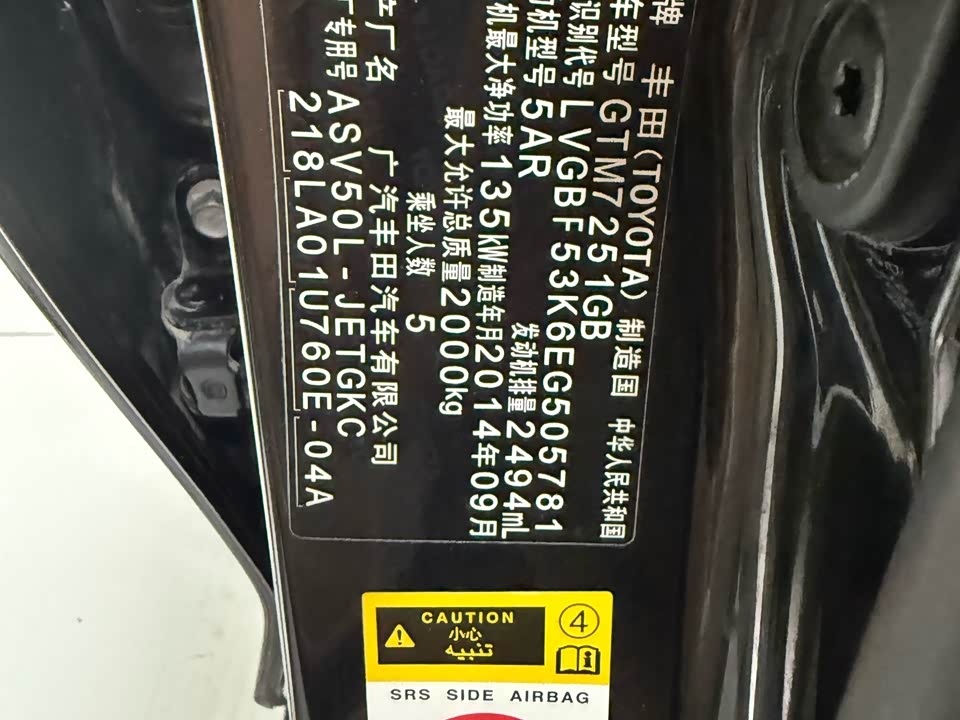 牌 丰田(TOYOTA) 制造国 中华人民共和国
车型号 GTM7251GB
识别代号 LVGBF53K6EG505781
机型号 5AR 发动机排量 2494mL
机最大净功率 135kW 制造年月 2014年09月
最大允许总质量 2000kg
乘坐人数 5
产厂名 广汽丰田汽车有限公司
专用号 ASV50L-JETGKC
218LA01U760E-04A
CAUTION
小心
تنبيه
4
i
SRS SIDE AIRBAG